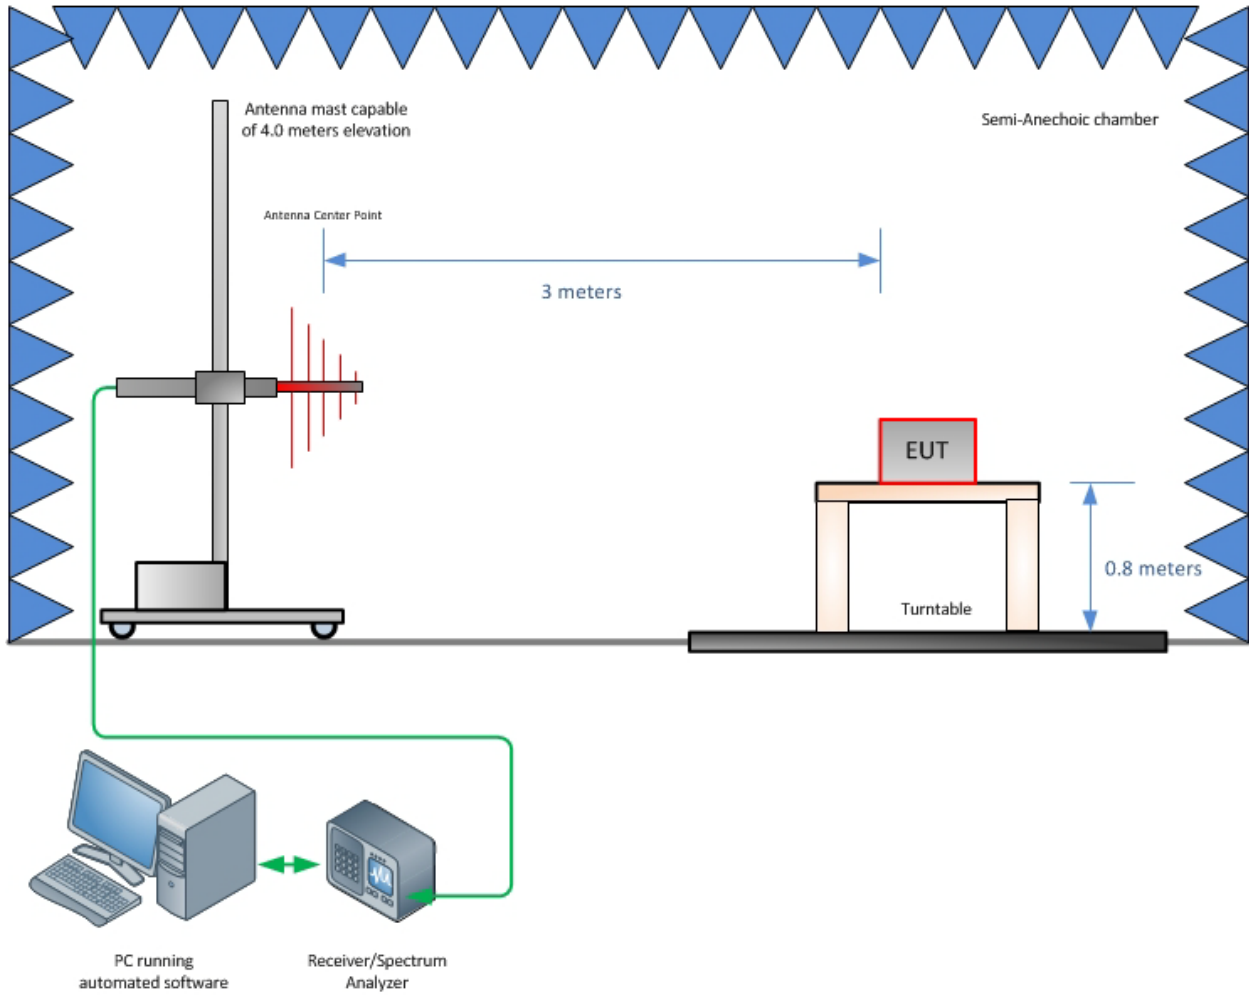 Antenna mast capable
of 4.0 meters elevation
Semi-Anechoic chamber
Antenna Center Point
3 meters
EUT
0.8 meters
Turntable
PC running
automated software
Receiver/Spectrum
Analyzer